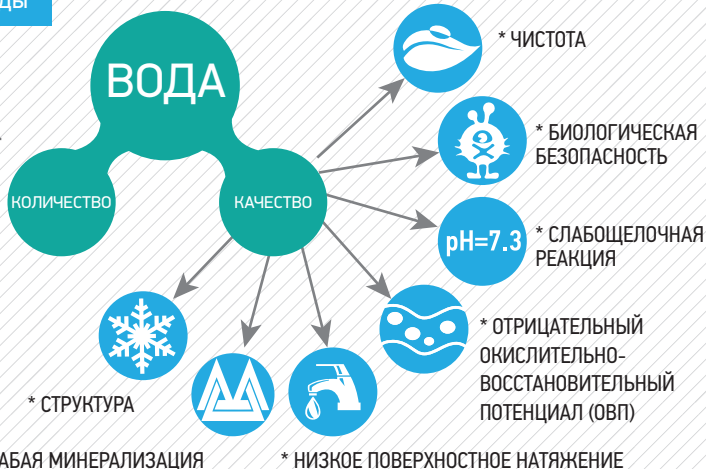 ВОДА
КОЛИЧЕСТВО
КАЧЕСТВО
* ЧИСТОТА
* БИОЛОГИЧЕСКАЯ
БЕЗОПАСНОСТЬ
pH=7.3
* СЛАБОЩЕЛОЧНАЯ
РЕАКЦИЯ
* ОТРИЦАТЕЛЬНЫЙ
ОКИСЛИТЕЛЬНО-
ВОССТАНОВИТЕЛЬНЫЙ
ПОТЕНЦИАЛ (ОВП)
* СТРУКТУРА
АБАЯ МИНЕРАЛИЗАЦИЯ
* НИЗКОЕ ПОВЕРХНОСТНОЕ НАТЯЖЕНИЕ